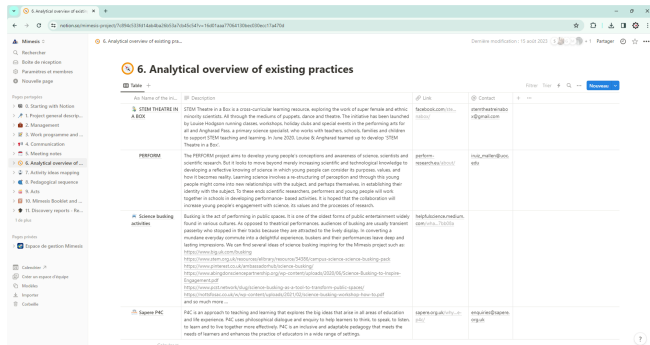 6. Analytical overview of existing
notion.so/mimesis-project/
Mimesis
6. Analytical overview of existing pra...
Dernière modification : 15 août 2023
+ 1
Partager
Rechercher
Boîte de réception
Paramètres et membres
Nouvelle page
Pages partagées
0. Starting with Notion
1. Project general descrip...
2. Management
3. Work programme and ...
4. Communication
5. Meeting notes
6. Analytical overview of ...
7. Activity ideas mapping
8. Pedagogical sequence
9. Acts
10. Mimesis Booklet and ...
11. Discovery reports - Re...
Pages privées
Espace de gestion Mimesis
Calendrier
Créer un espace d'équipe
Modèles
Importer
Corbeille
6. Analytical overview of existing practices
Table
Filtrer Trier
Nouveau
Aa Name of the in... Description Link Contact
STEM THEATRE IN A BOX
STEM Theatre in a Box is a cross-curricular learning resource, exploring the work of super female and ethnic
minority scientists. All through the mediums of puppets, dance and theatre. The initiative has been launched
by Louise Hodgson running classes, workshops, holiday clubs and special events in the performing arts for
all and Angharad Pass, a primary science specialist, who works with teachers, schools, families and children
to support STEM teaching and learning. In June 2020, Louise Angharad teamed up to develop 'STEM
Theatre in a Box'.
PERFORM
The PERFORM project aims to develop young people's conceptions and awareness of science, scientists and
scientific research. But it looks to move beyond merely increasing scientific and technological knowledge to
developing a reflective knowing of science in which young people can consider its purposes, values, and
how it becomes reality. Learning science involves a re-structuring of perception and through this young
people might come into new relationships with the subject, and perhaps themselves, in establishing their
identity with the subject. To these ends scientific researchers, performers and young people will work
together in schools in developing performance- based activities. It is hoped that the collaboration will
increase young people's engagement with science, its values and the processes of research.
perform-
research.eu/about/
Science busking
activities
Busking is the act of performing in public spaces. It is one of the oldest forms of public entertainment widely
found in various cultures. As opposed to theatrical performances, audiences of busking are usually transient
passerby who stopped in their tracks because they are attracted to the lively display. In converting a
mundane everyday commute into a delightful experience, buskers and their performances leave deep and
lasting impressions. We can find several ideas of science busking inspiring for the Mimesis project such as:
and so much more ...
helpfulscience.medium.
Sapere P4C
P4C is an approach to teaching and learning that explores the big ideas that arise in all areas of education
and life experience. P4C uses philosophical dialogue and enquiry to help learners to think, to speak, to listen,
to learn and to live together more effectively. P4C is an inclusive and adaptable pedagogy that meets the
needs of learners and enhances the practice of educators in a wide range of settings.
enquiries@sapere.
org.uk